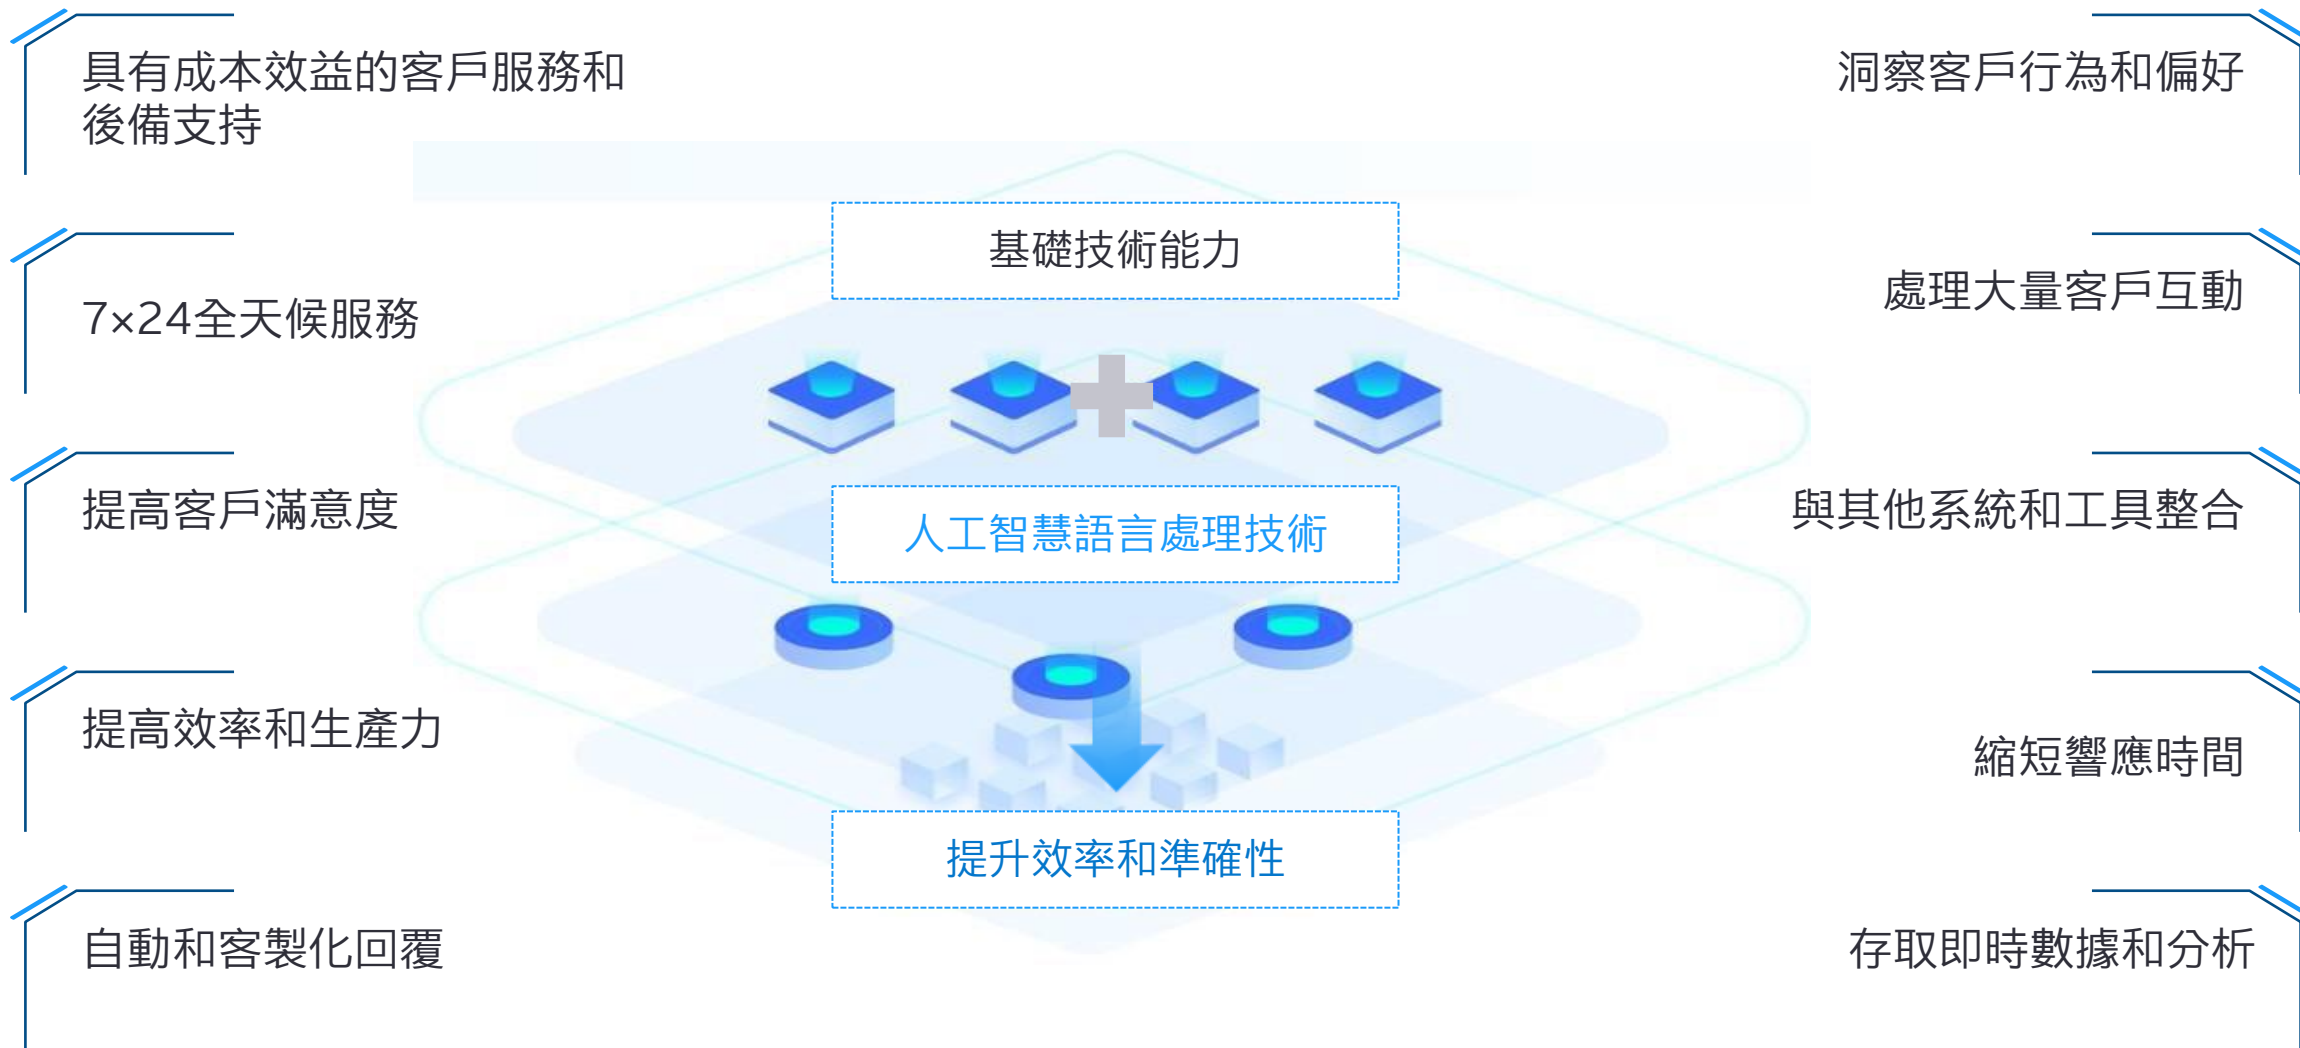 具有成本效益的客戶服務和
後備支持
7×24全天候服務
提高客戶滿意度
提高效率和生產力
自動和客製化回覆
基礎技術能力
人工智慧語言處理技術
提升效率和準確性
洞察客戶行為和偏好
處理大量客戶互動
與其他系統和工具整合
縮短響應時間
存取即時數據和分析